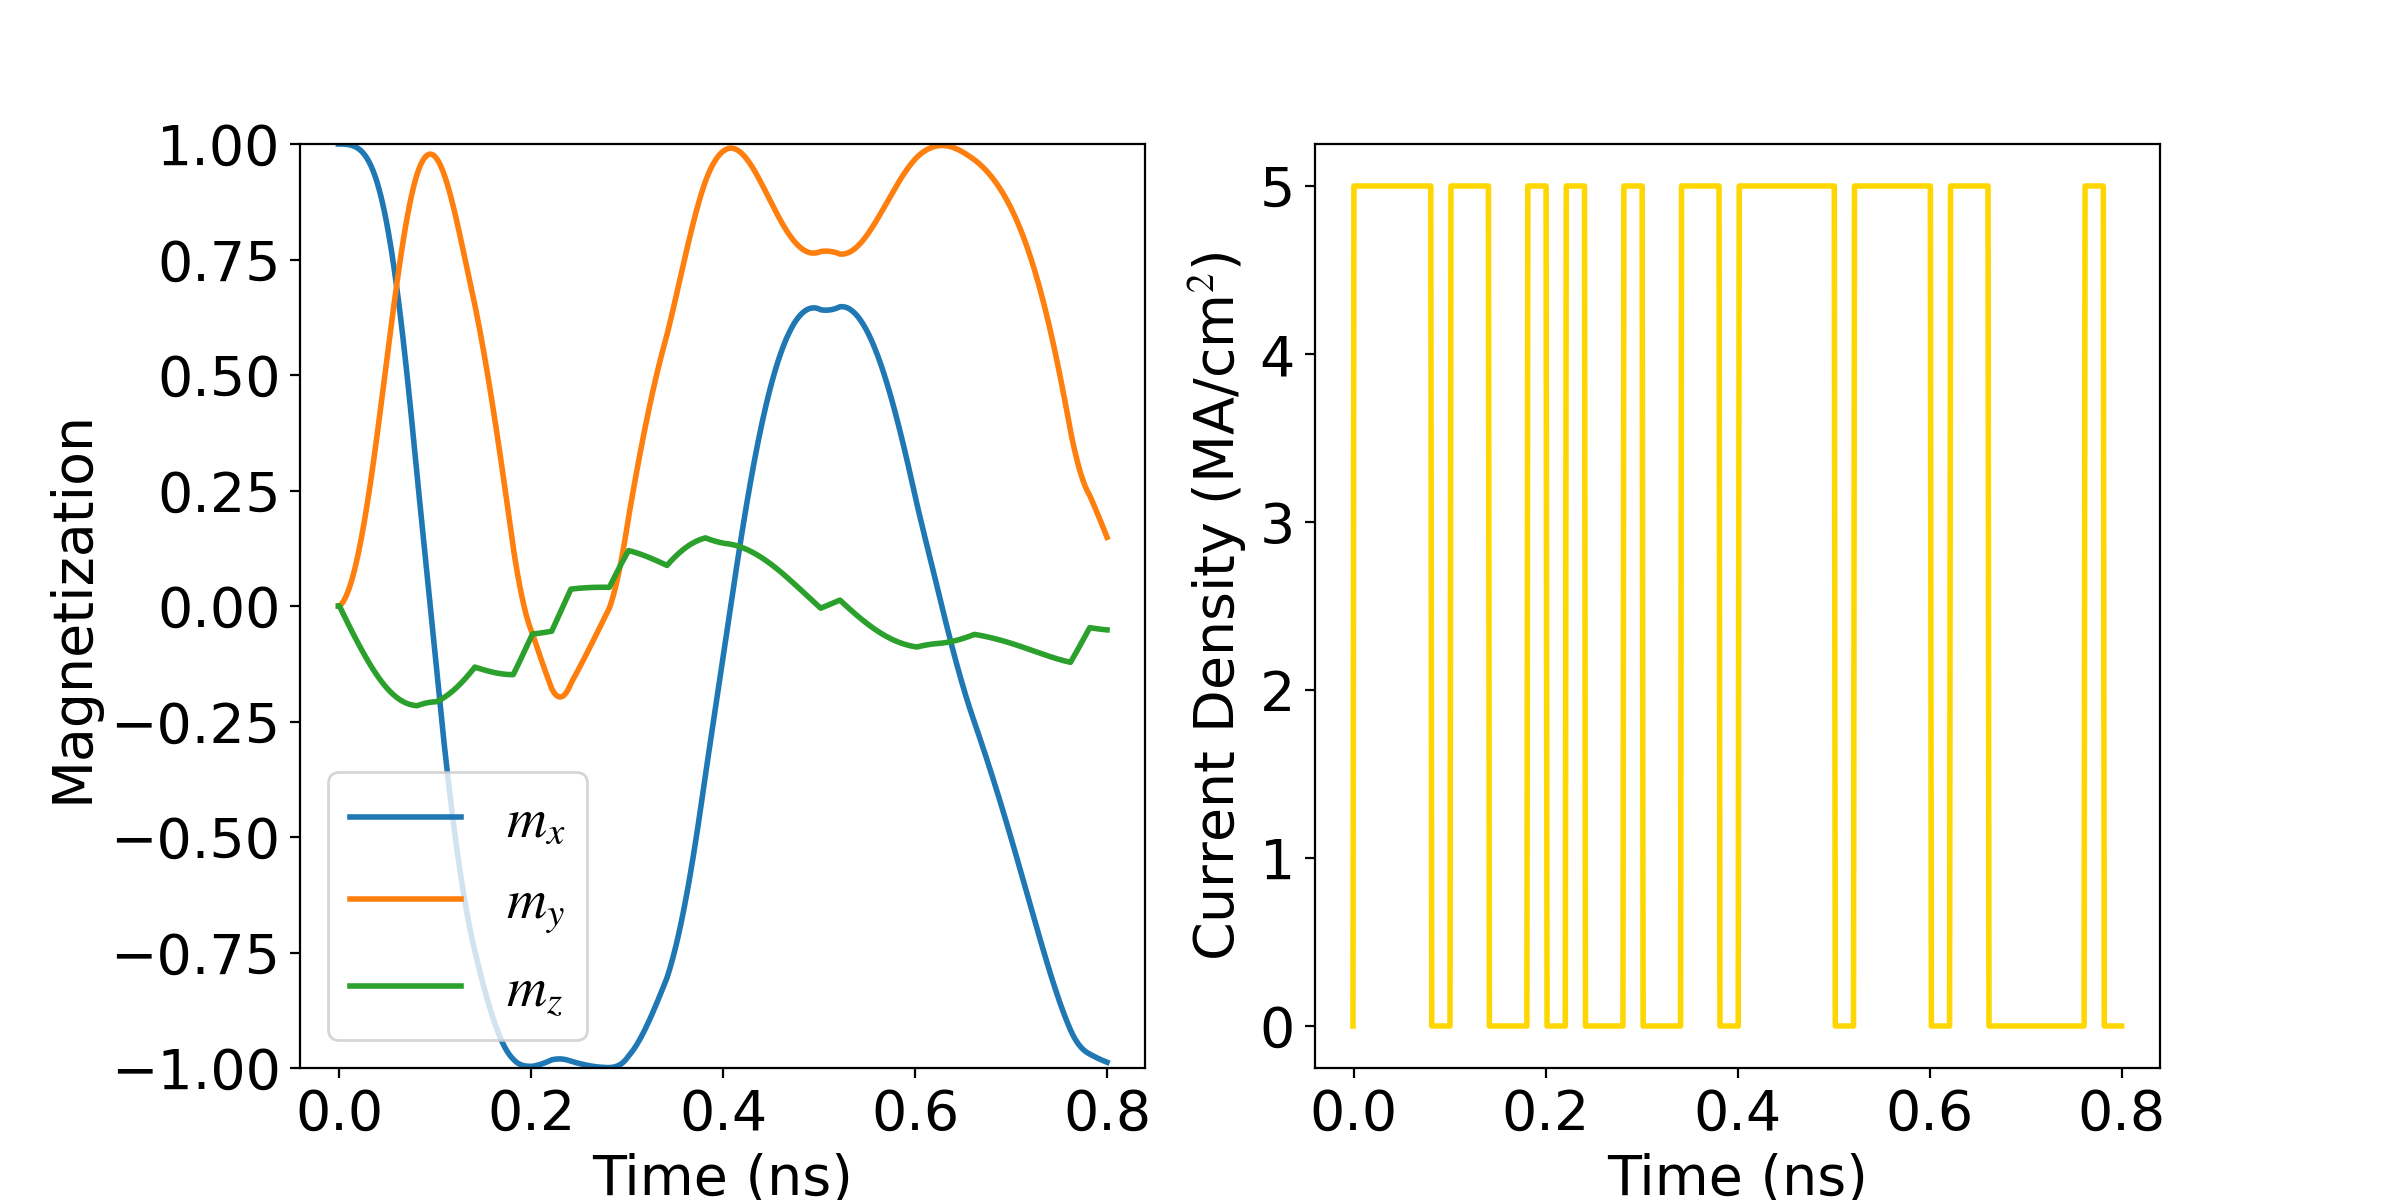 Magnetization
1.00
0.75
0.50
0.25
0.00
−0.25
−0.50
−0.75
−1.00
m_x
m_y
m_z
0.0 0.2 0.4 0.6 0.8
Time (ns)
Current Density (MA/cm²)
5
4
3
2
1
0
0.0 0.2 0.4 0.6 0.8
Time (ns)